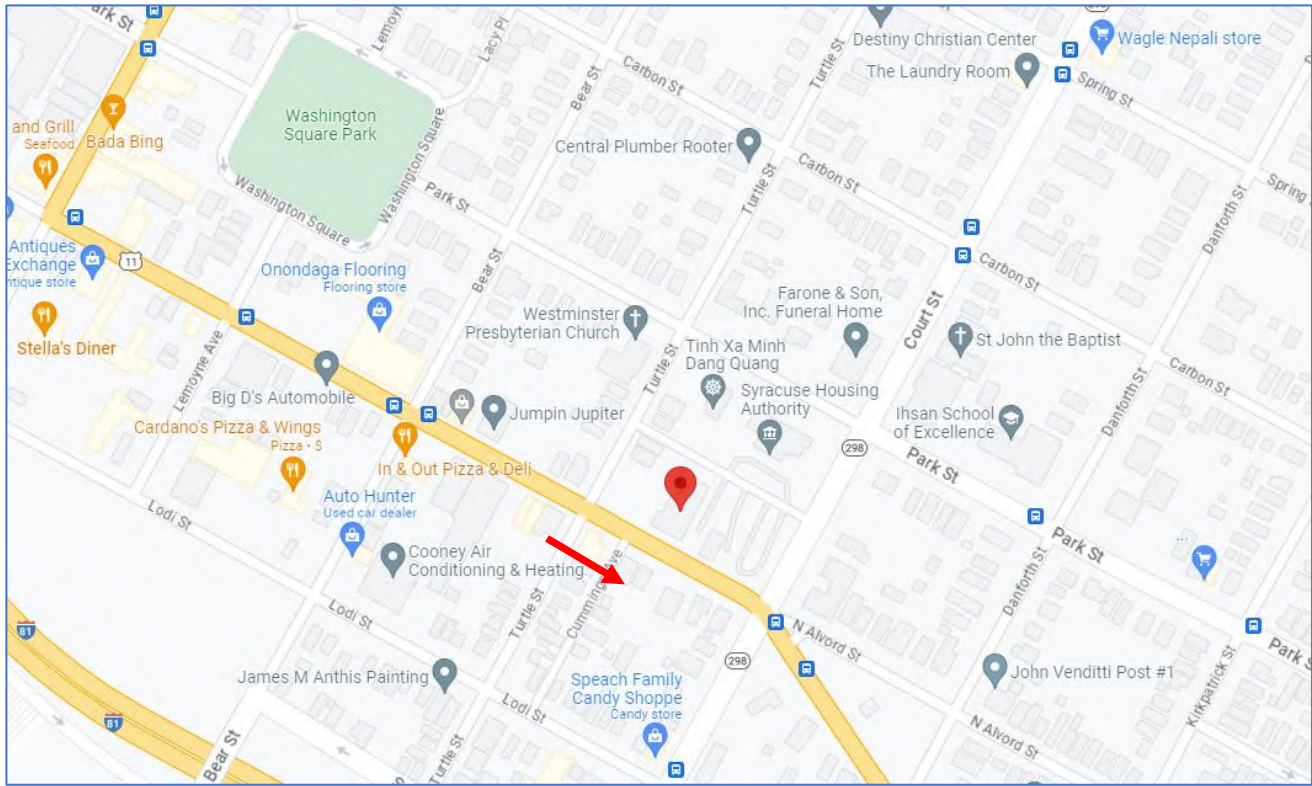 Park St
Lemoyne
Lacy Pl
Bear St
Carbon St
Turtle St
Destiny Christian Center
Wagle Nepali store
The Laundry Room
Spring St
Washington
Square Park
and Grill
Seafood
Bada Bing
Central Plumber Rooter
Carbon St
Turtle St
Spring
Danforth St
Washington Square
Washington Square
Park St
Antiques
Exchange
ntique store
11
Onondaga Flooring
Flooring store
Bear St
Carbon St
Westminster
Presbyterian Church
Farone & Son,
Inc. Funeral Home
Court St
St John the Baptist
Stella's Diner
Lemoyne Ave
Turtle St
Tinh Xa Minh
Dang Quang
Syracuse Housing
Authority
Carbon St
Big D's Automobile
Jumpin Jupiter
Ihsan School
of Excellence
Danforth St
Cardano's Pizza & Wings
Pizza • $
In & Out Pizza & Deli
298
Park St
Auto Hunter
Used car dealer
Lodi St
Cooney Air
Conditioning & Heating
Park St
...
Danforth St
Lodi St
Turtle St
Cummings Ave
81
N Alvord St
Park
298
James M Anthis Painting
Speach Family
Candy Shoppe
Candy store
John Venditti Post #1
Kirkpatrick St
Lodi St
81
Bear St
Turtle St
N Alvord St
S